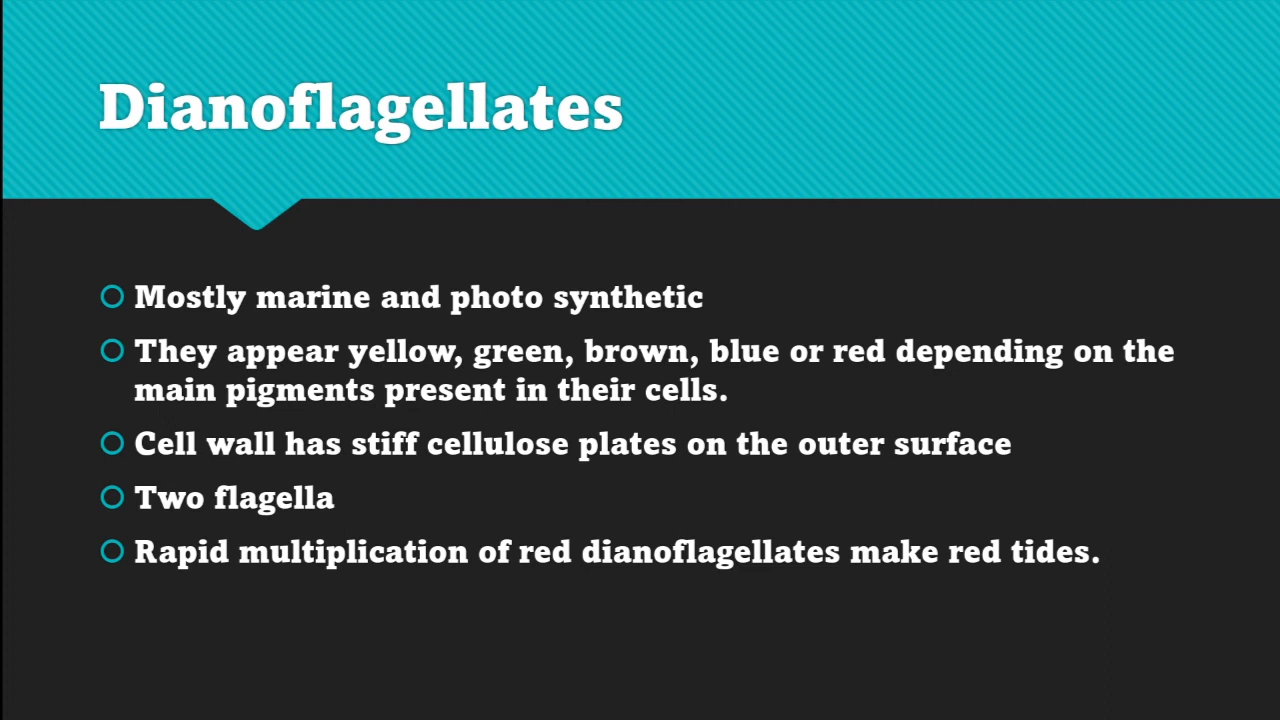 Dianoflagellates
Mostly marine and photo synthetic
They appear yellow, green, brown, blue or red depending on the
main pigments present in their cells.
Cell wall has stiff cellulose plates on the outer surface
Two flagella
Rapid multiplication of red dianoflagellates make red tides.